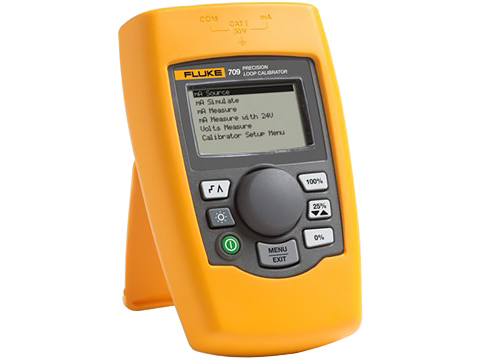 COM CAT I mA
30V
FLUKE 709 PRECISION
LOOP CALIBRATOR
mA Source
mA Simulate
mA Measure
mA Measure with 24V
Volts Measure
Calibrator Setup Menu
100%
25%
0%
MENU
EXIT